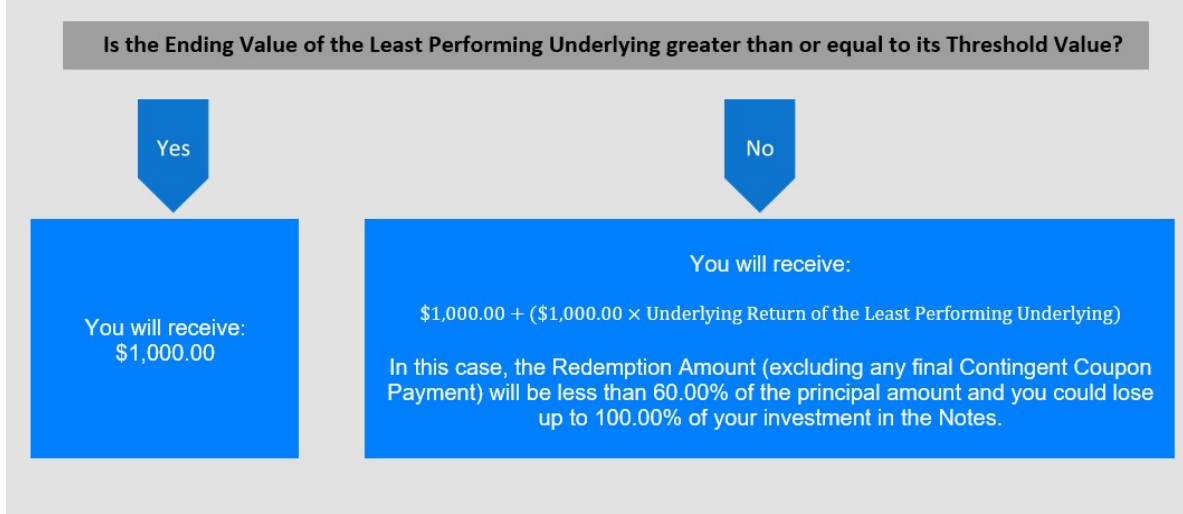 Is the Ending Value of the Least Performing Underlying greater than or equal to its Threshold Value?
Yes
No
You will receive:
$1,000.00
You will receive:
$1,000.00 + ($1,000.00 × Underlying Return of the Least Performing Underlying)
In this case, the Redemption Amount (excluding any final Contingent Coupon
Payment) will be less than 60.00% of the principal amount and you could lose
up to 100.00% of your investment in the Notes.